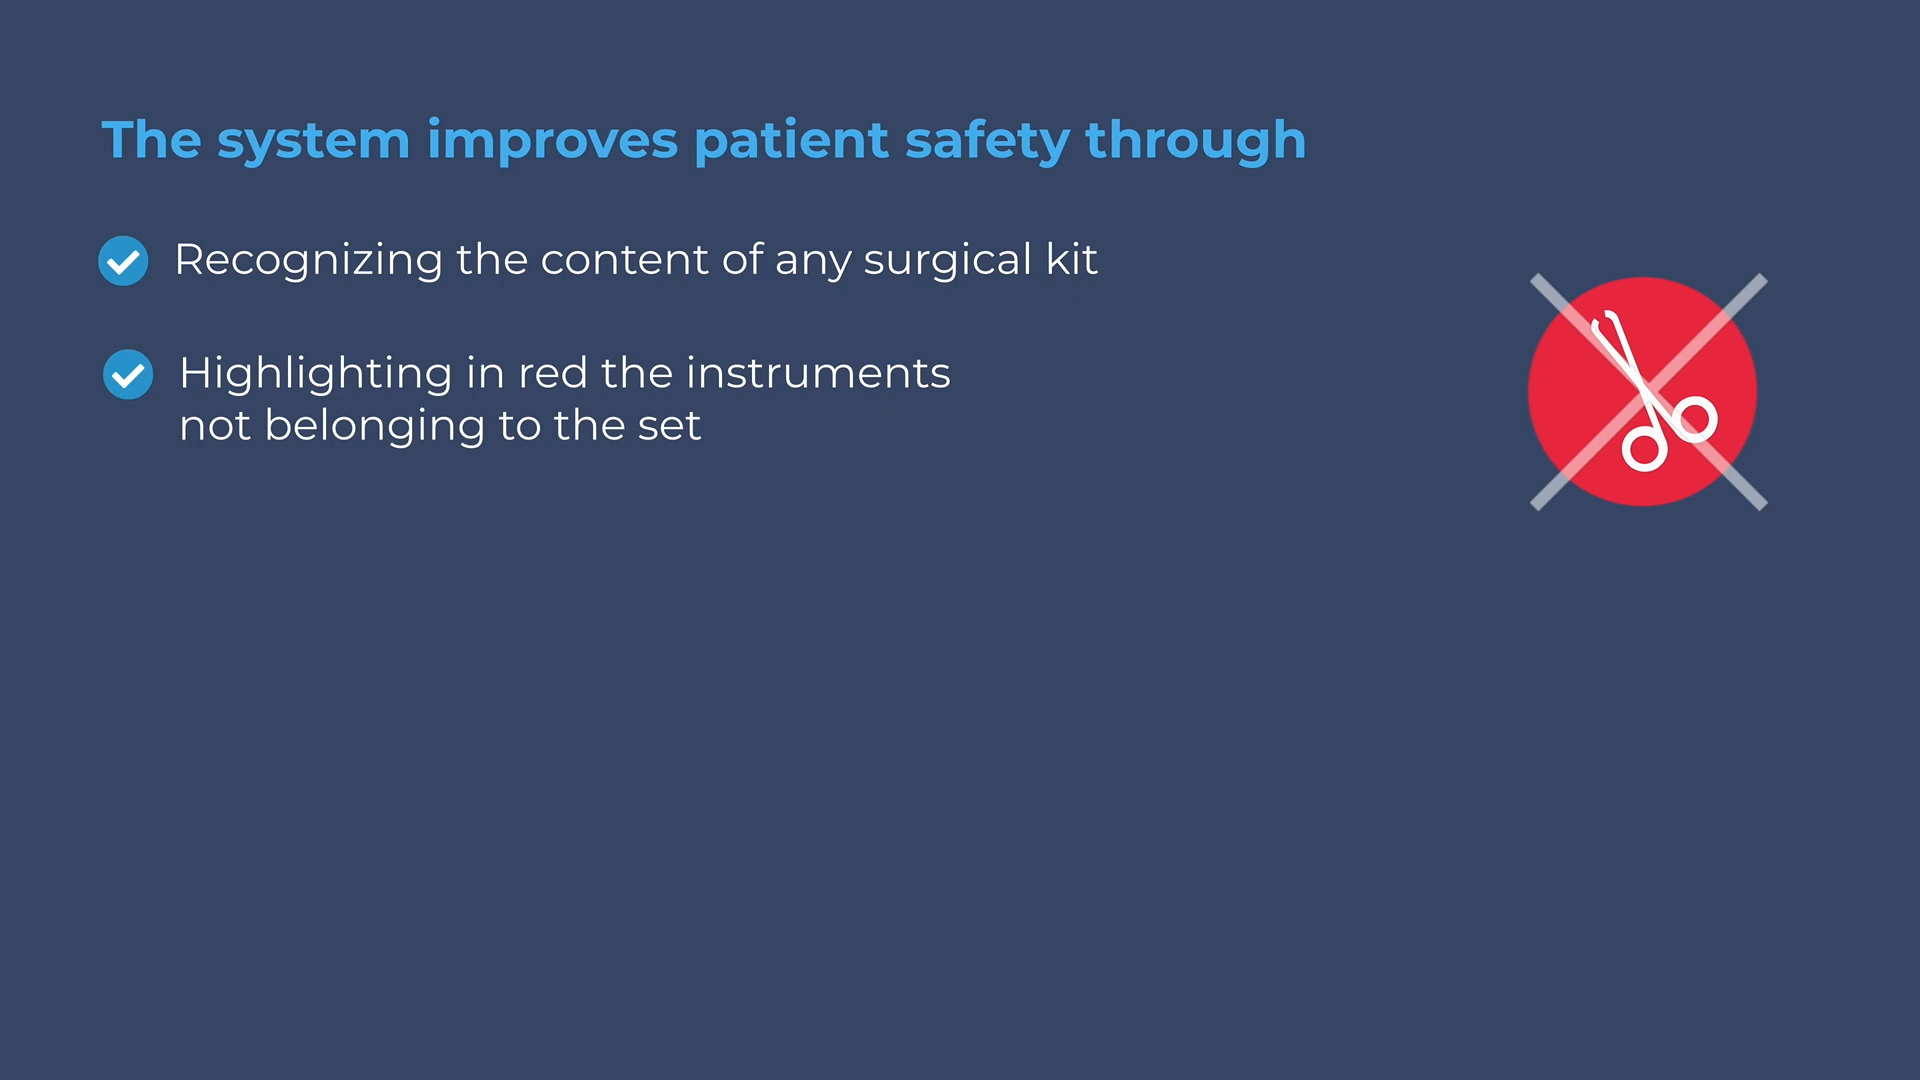 The system improves patient safety through
Recognizing the content of any surgical kit
Highlighting in red the instruments
not belonging to the set